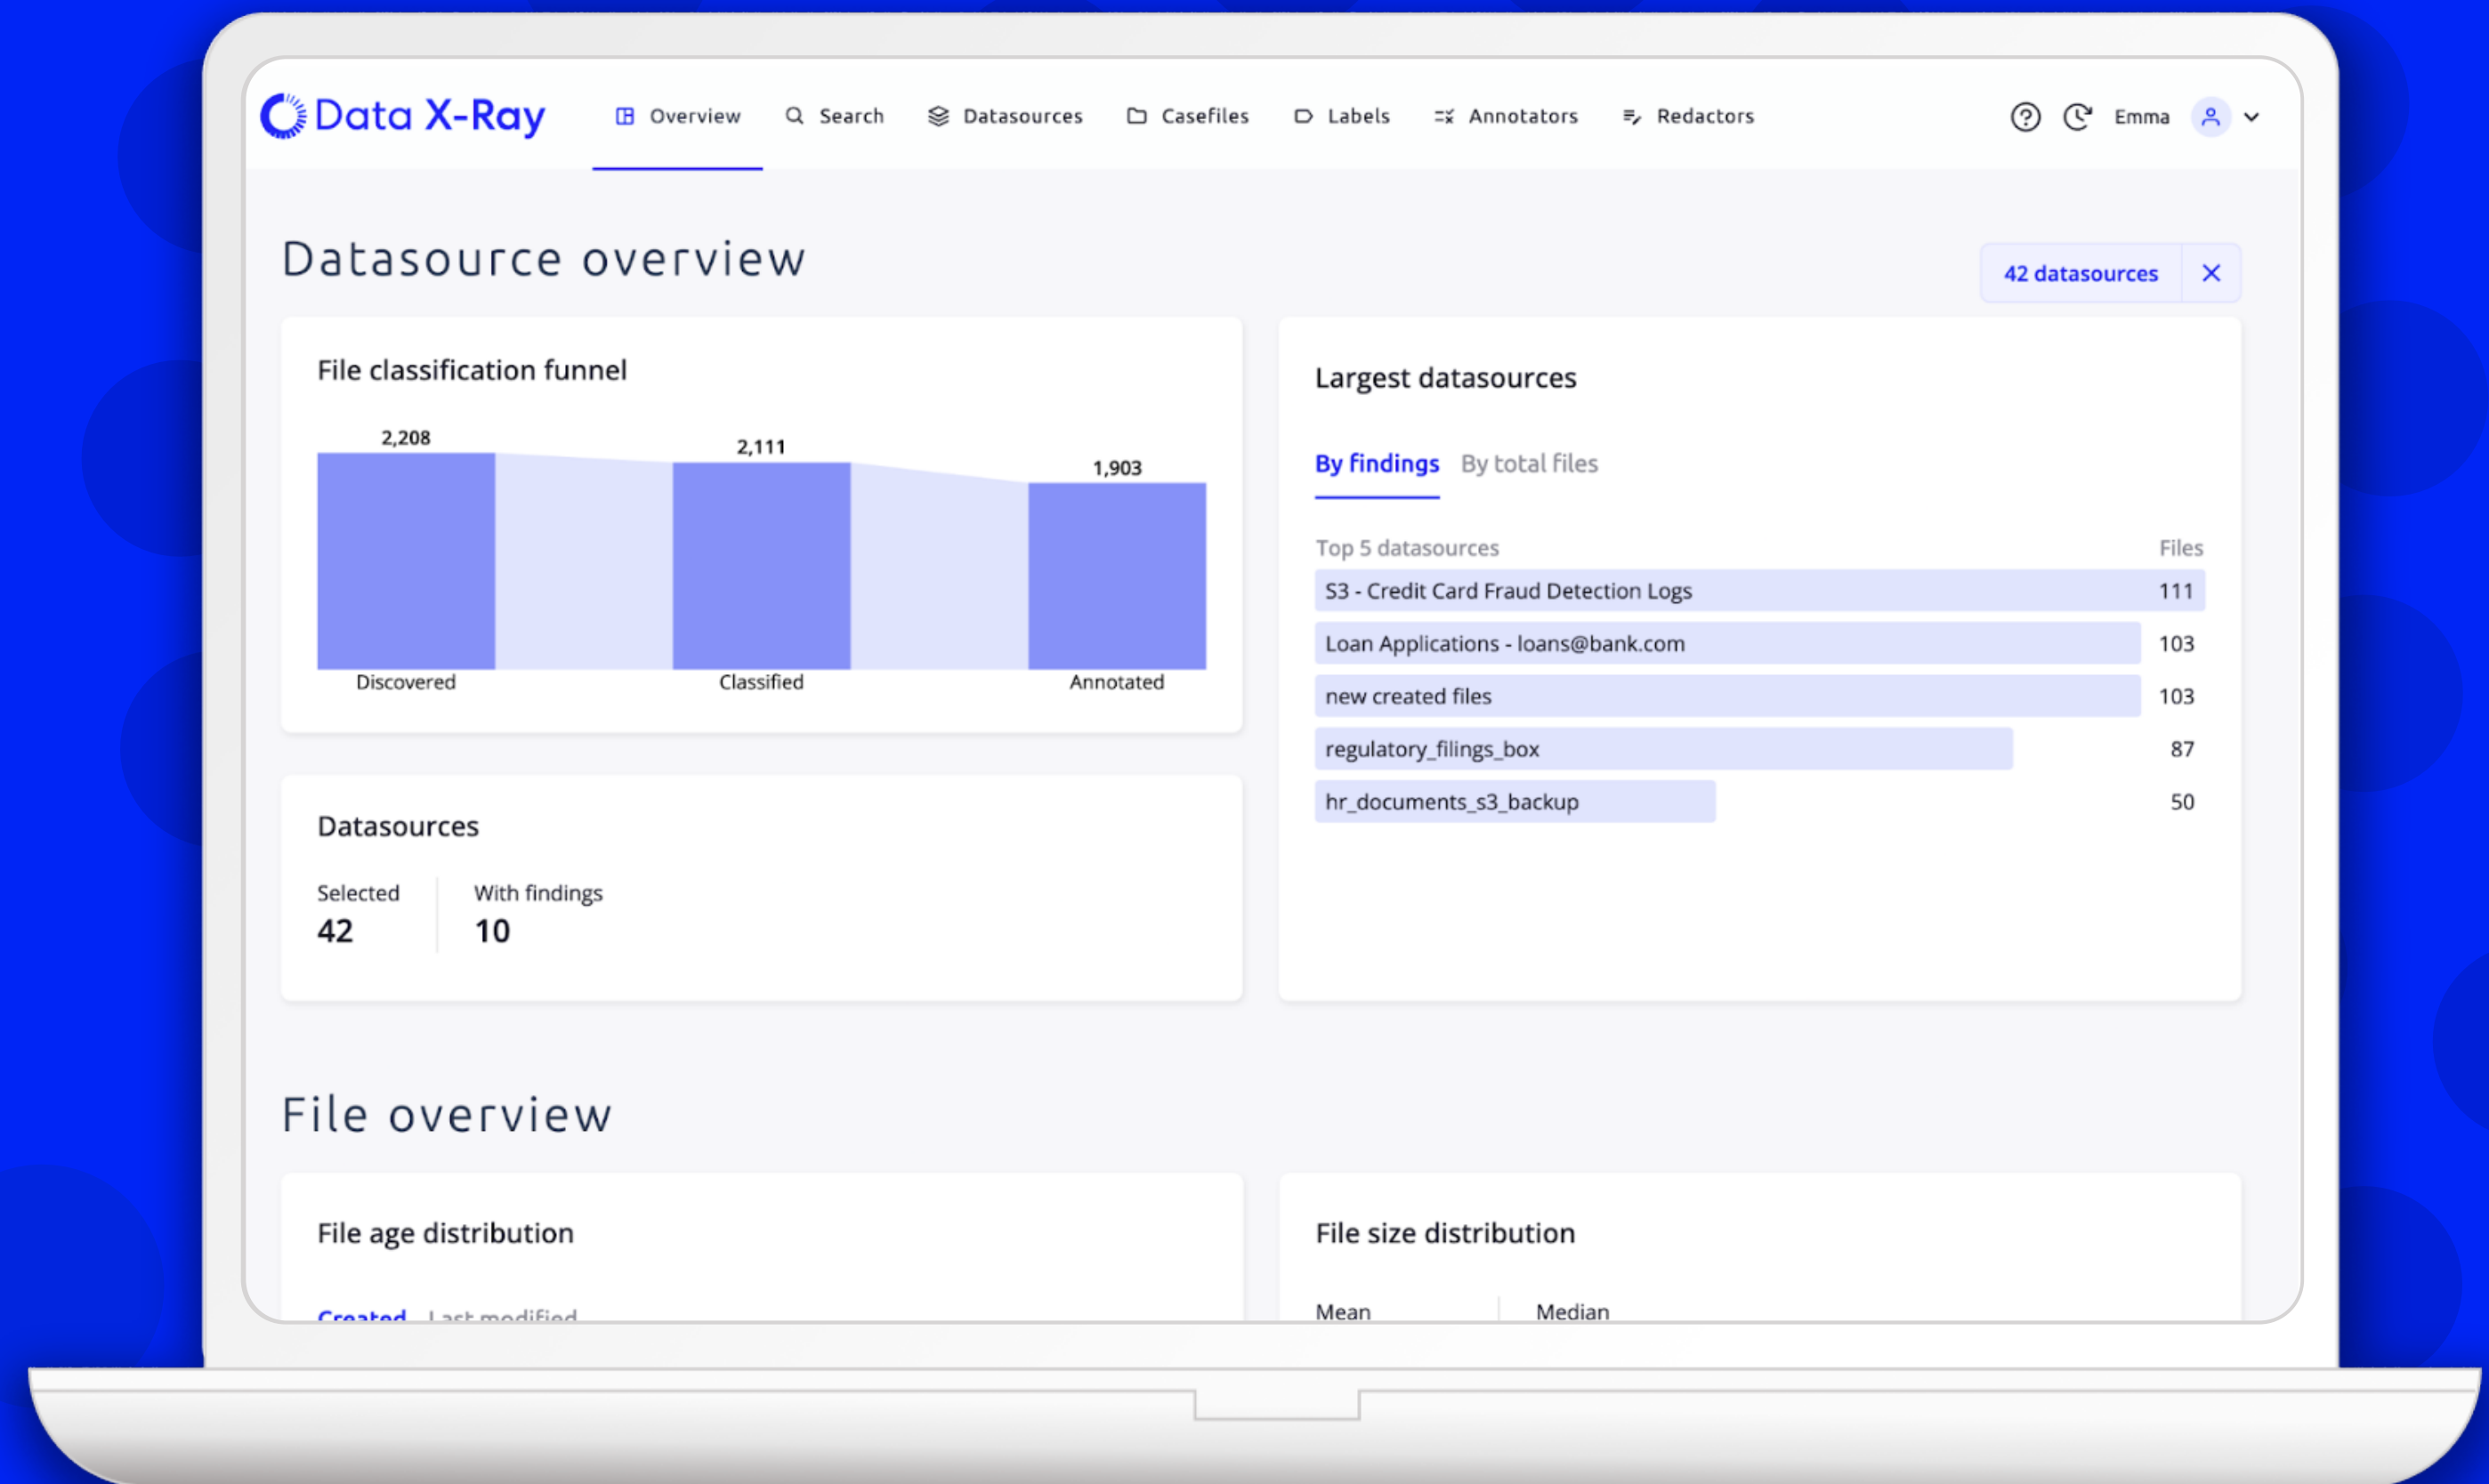 Data X-Ray Overview Search Datasources Casefiles Labels Annotators Redactors Emma
Datasource overview
42 datasources
File classification funnel
2,208
2,111
1,903
Discovered Classified Annotated
Datasources
Selected With findings
42 10
Largest datasources
By findings By total files
Top 5 datasources Files
S3 - Credit Card Fraud Detection Logs 111
Loan Applications - loans@bank.com 103
new created files 103
regulatory_filings_box 87
hr_documents_s3_backup 50
File overview
File age distribution
Created Last modified
File size distribution
Mean Median